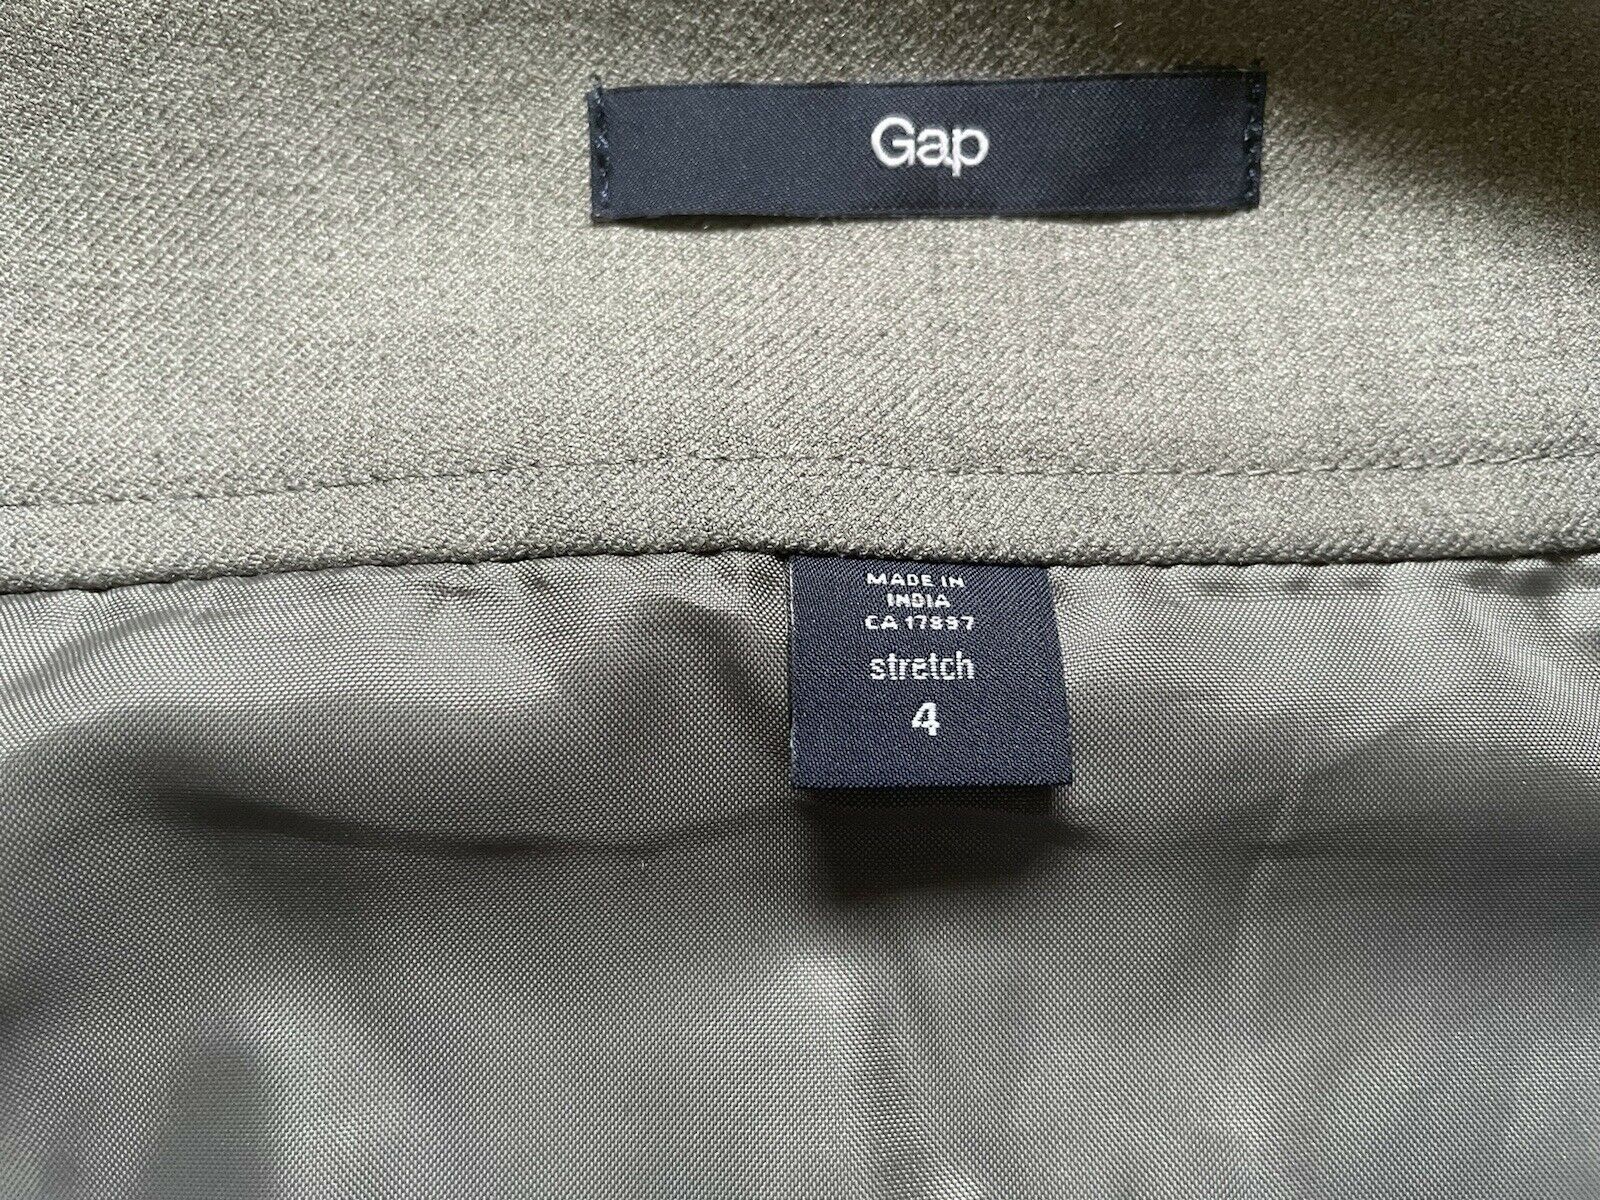 Gap
MADE IN
INDIA
CA 17897
stretch
4